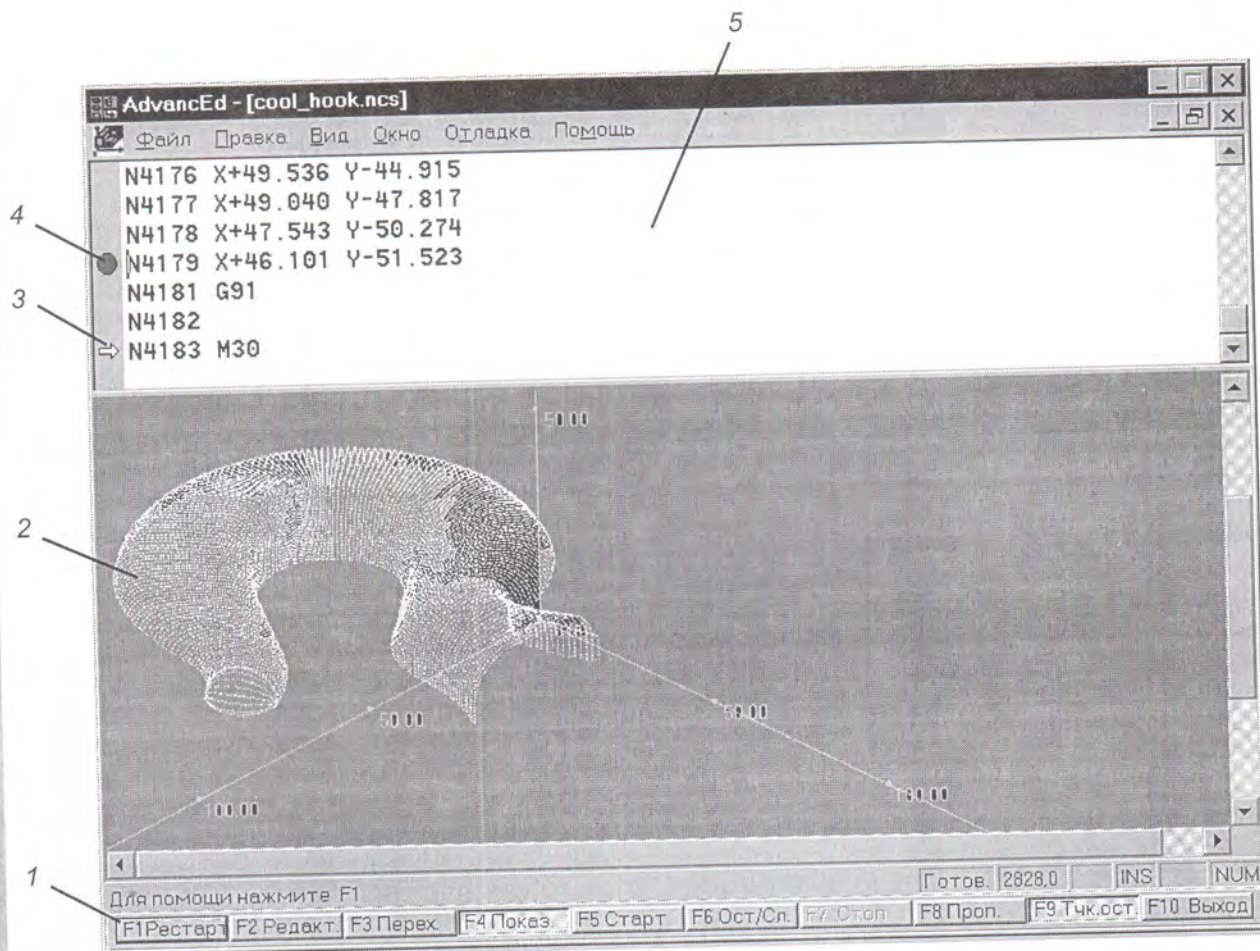 5
AdvancEd - [cool_hook.ncs]
Файл Правка Вид Окно Отладка Помощь
N4176 X+49.536 Y-44.915
N4177 X+49.040 Y-47.817
4
N4178 X+47.543 Y-50.274
N4179 X+46.101 Y-51.523
N4181 G91
3
N4182
N4183 M30
50.00
2
50.00
100.00
1
Готов. 2828,0 INS NUM
Для помощи нажмите F1
F1Рестарт F2 Редакт. F3 Перех. F4 Показ. F5 Старт F6 Ост/Сл. F7 Стоп F8 Проп. F9 Тчк.ост. F10 Выход